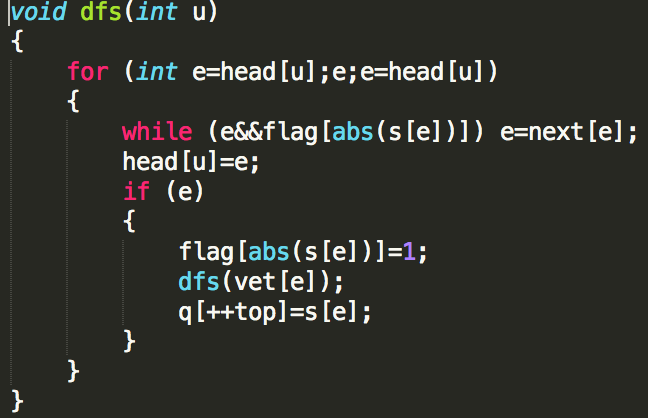 void dfs(int u)
{
    for (int e=head[u];e;e=head[u])
    {
        while (e&&flag[abs(s[e])]) e=next[e];
        head[u]=e;
        if (e)
        {
            flag[abs(s[e])]=1;
            dfs(vet[e]);
            q[++top]=s[e];
        }
    }
}